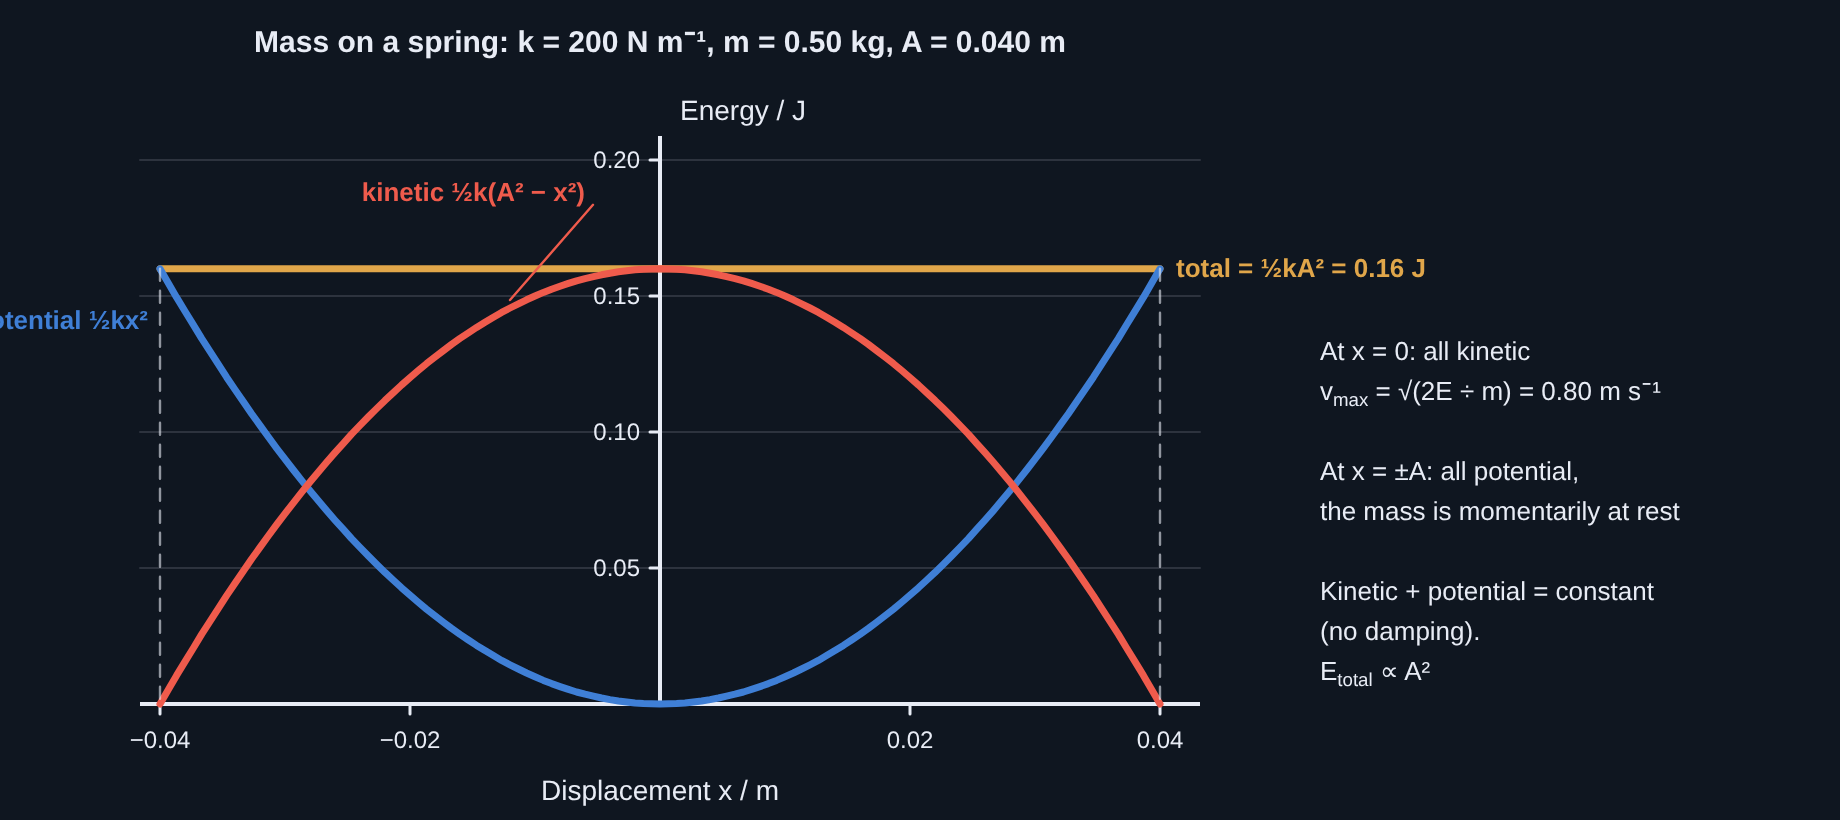 Mass on a spring: k = 200 N m⁻¹, m = 0.50 kg, A = 0.040 m
Energy / J
0.20
kinetic ½k(A² − x²)
total = ½kA² = 0.16 J
0.15
otential ½kx²
At x = 0: all kinetic
vmax = √(2E ÷ m) = 0.80 m s⁻¹
0.10
At x = ±A: all potential,
the mass is momentarily at rest
0.05
Kinetic + potential = constant
(no damping).
Etotal ∝ A²
−0.04
−0.02
0.02
0.04
Displacement x / m